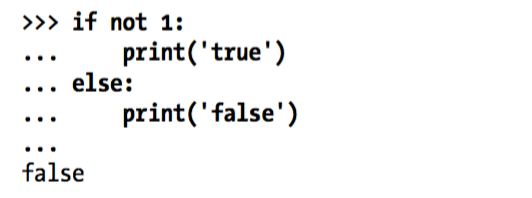 >>> if not 1:
...     print('true')
... else:
...     print('false')
...
false